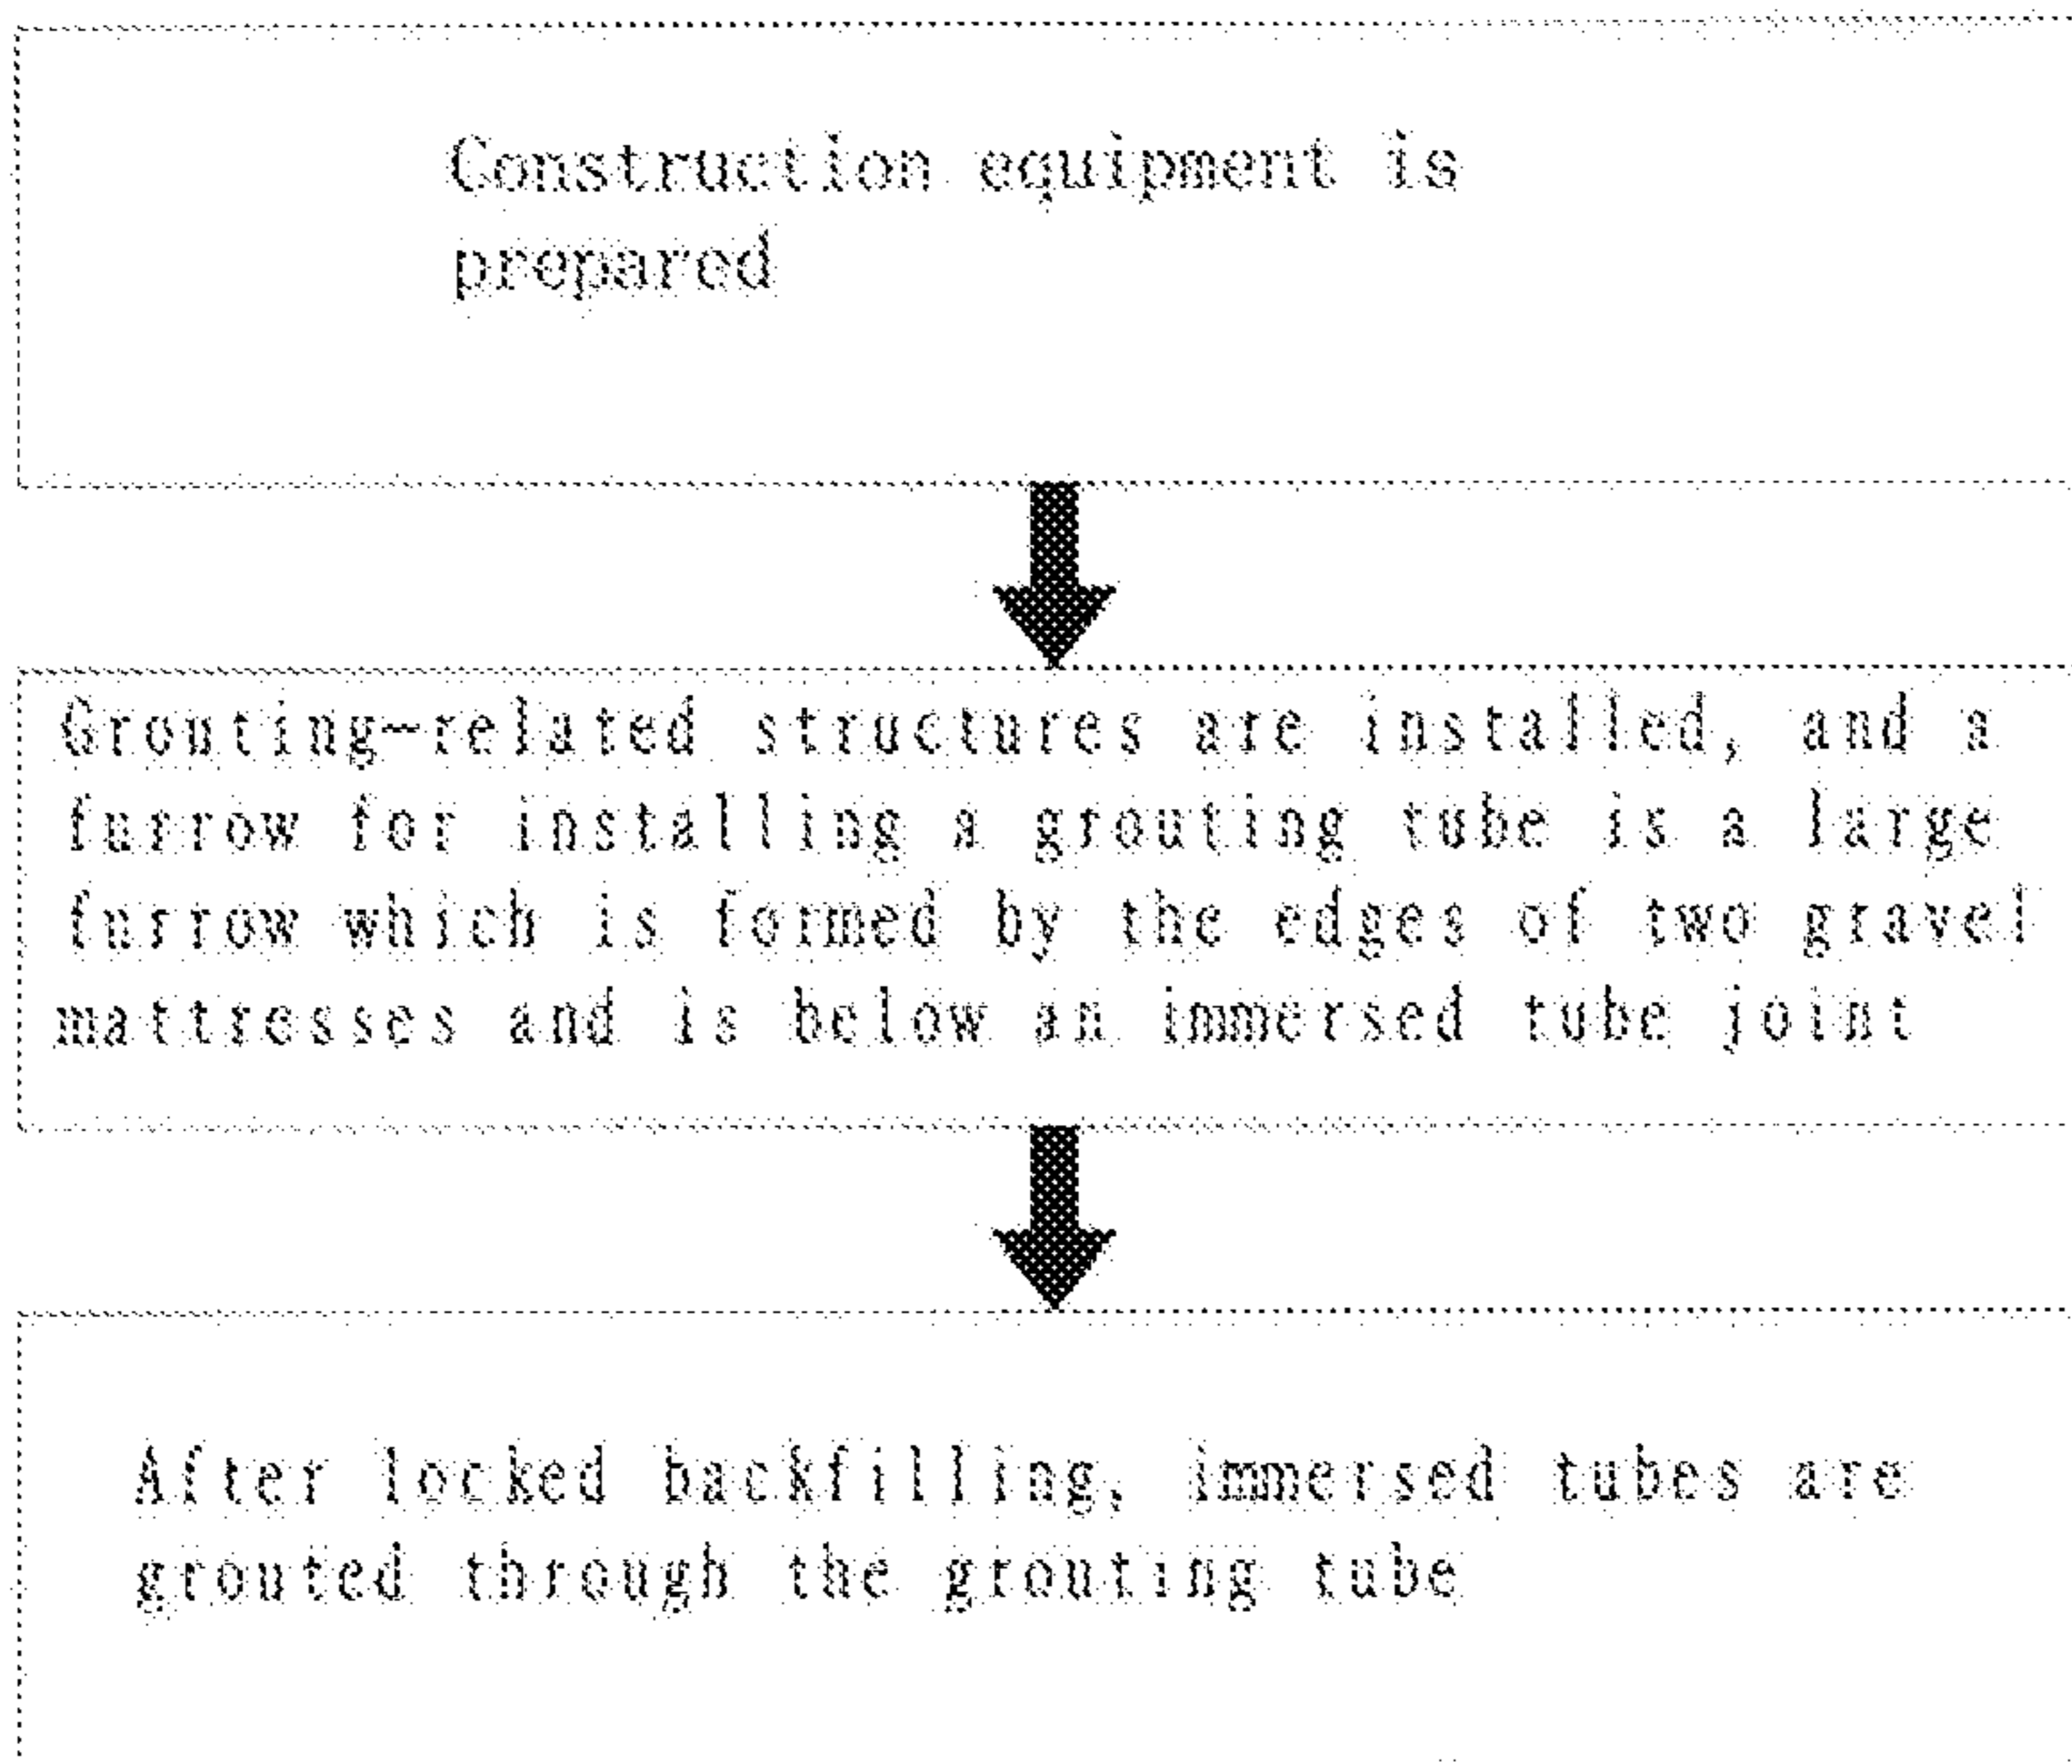 Construction equipment is
prepared
Grouting-related structures are installed, and a
furrow for installing a grouting tube is a large
furrow which is formed by the edges of two gravel
mattresses and is below an immersed tube joint
After locked backfilling, immersed tubes are
grouted through the grouting tube